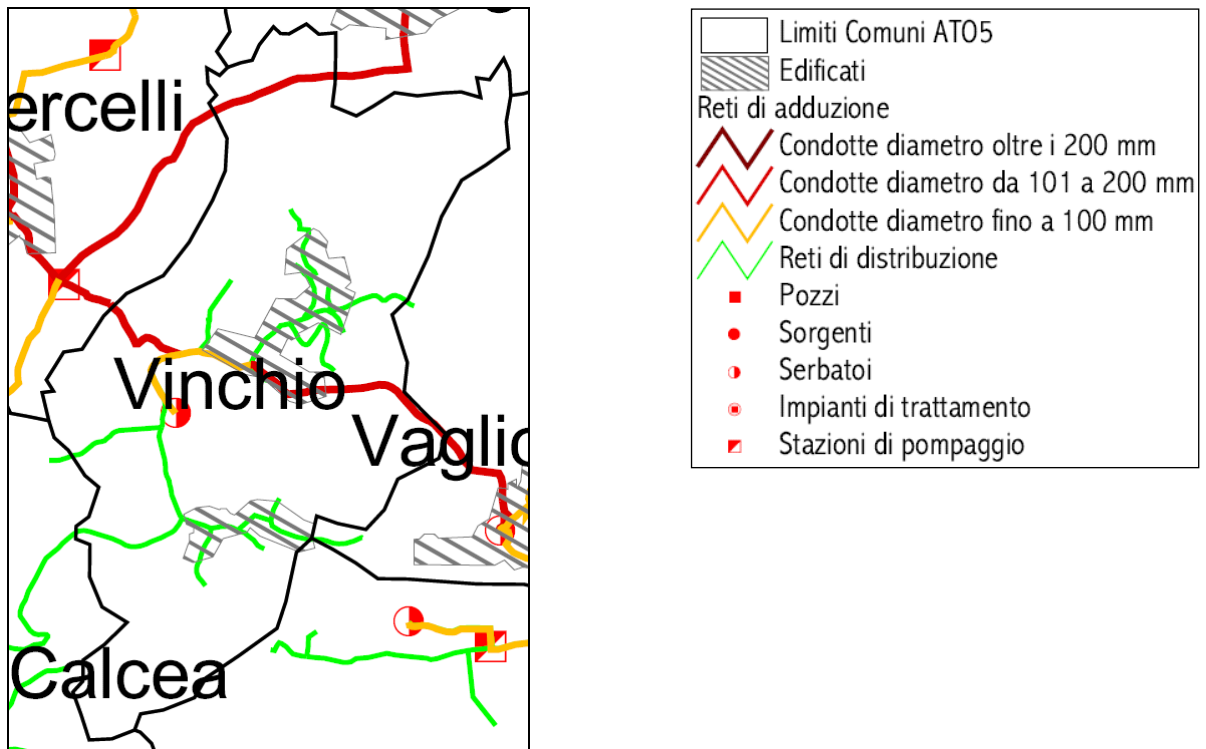 ercelli
Vinchio
Vaglio
Calcea
Limiti Comuni ATO5
Edificati
Reti di adduzione
Condotte diametro oltre i 200 mm
Condotte diametro da 101 a 200 mm
Condotte diametro fino a 100 mm
Reti di distribuzione
Pozzi
Sorgenti
Serbatoi
Impianti di trattamento
Stazioni di pompaggio